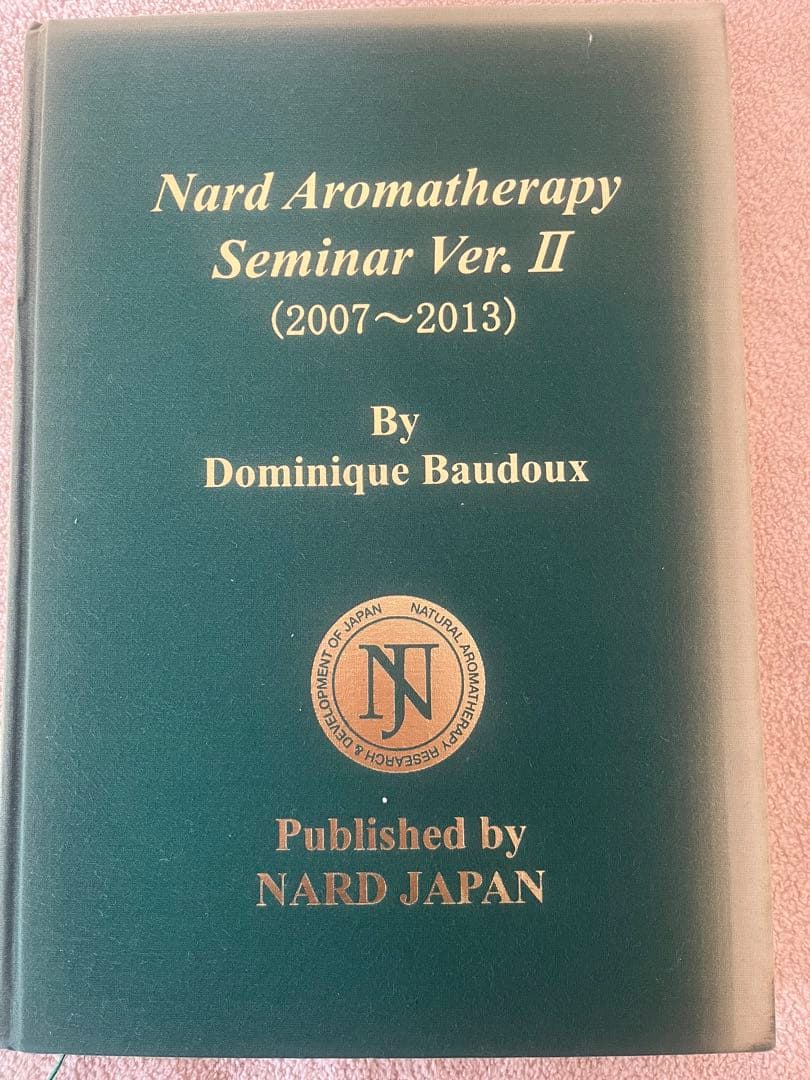 Nard Aromatherapy
Seminar Ver. Ⅱ
(2007～2013)
By
Dominique Baudoux
NATURAL AROMATHERAPY RESEARCH & DEVELOPMENT OF JAPAN
NJ
Published by
NARD JAPAN